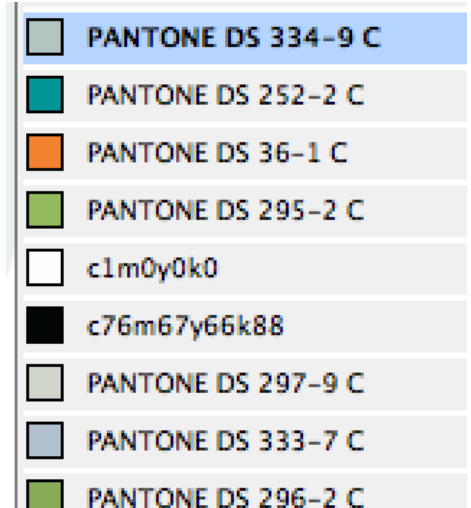 PANTONE DS 334-9 C
PANTONE DS 252-2 C
PANTONE DS 36-1 C
PANTONE DS 295-2 C
c1m0y0k0
c76m67y66k88
PANTONE DS 297-9 C
PANTONE DS 333-7 C
PANTONE DS 296-2 C